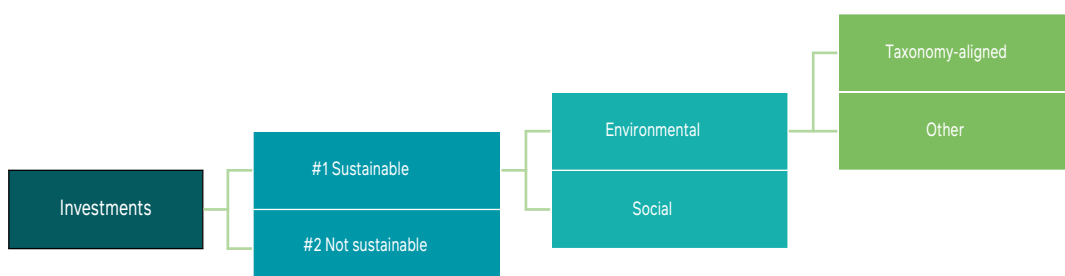 Investments
#1 Sustainable
#2 Not sustainable
Environmental
Social
Taxonomy-aligned
Other